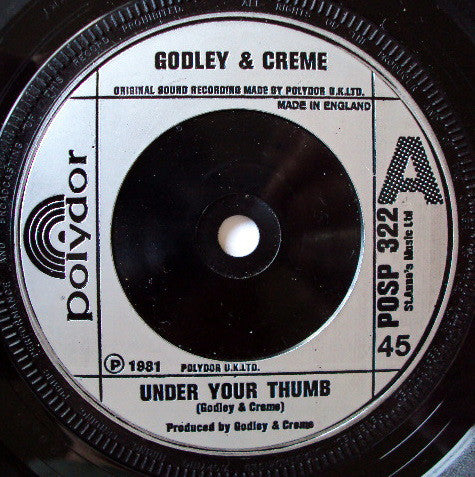 GODLEY & CREME
ORIGINAL SOUND RECORDING MADE BY POLYDOR U.K.LTD.
MADE IN ENGLAND
polydor
A
POSP 322
St.Anne's Music Ltd
45
P 1981
POLYDOR U.K.LTD.
UNDER YOUR THUMB
(Godley & Creme)
Produced by Godley & Creme